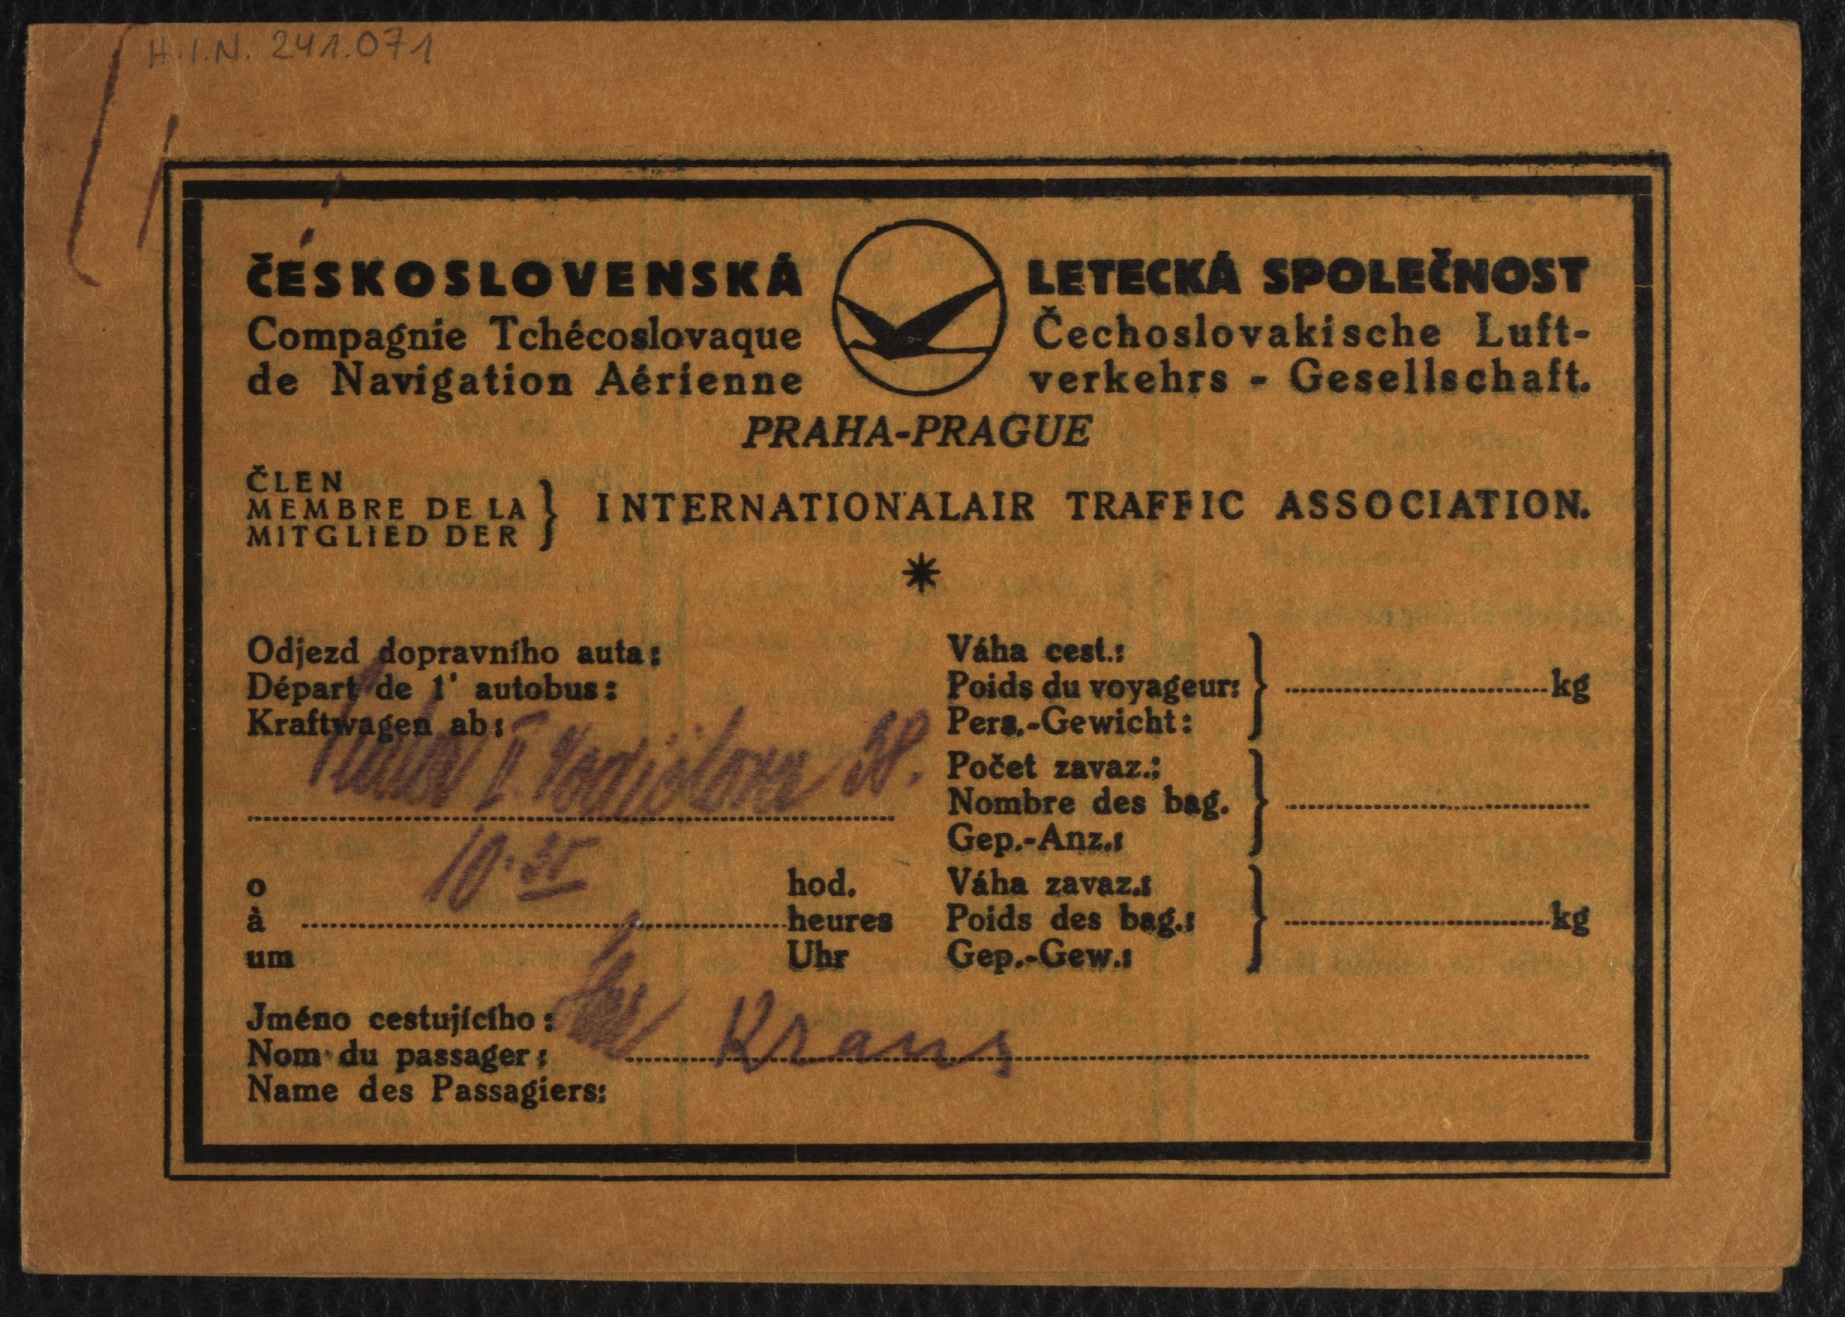 H.I.N. 241.071
ČESKOSLOVENSKÁ LETECKÁ SPOLEČNOST
Compagnie Tchécoslovaque
de Navigation Aérienne
Čechoslovakische Luft-
verkehrs - Gesellschaft.
PRAHA-PRAGUE
ČLEN
MEMBRE DE LA
MITGLIED DER
} INTERNATIONALAIR TRAFFIC ASSOCIATION.
*
Odjezd dopravního auta:
Départ de l' autobus:
Kraftwagen ab:
II. Vodičkova 38.
10.
o hod.
à heures
um Uhr
Váha cest.:
Poids du voyageur: kg
Pers.-Gewicht:
Počet zavaz.:
Nombre des bag.
Gep.-Anz.:
Váha zavaz.:
Poids des bag.: kg
Gep.-Gew.:
Jméno cestujícího:
Nom du passager:
Name des Passagiers:
Kraus